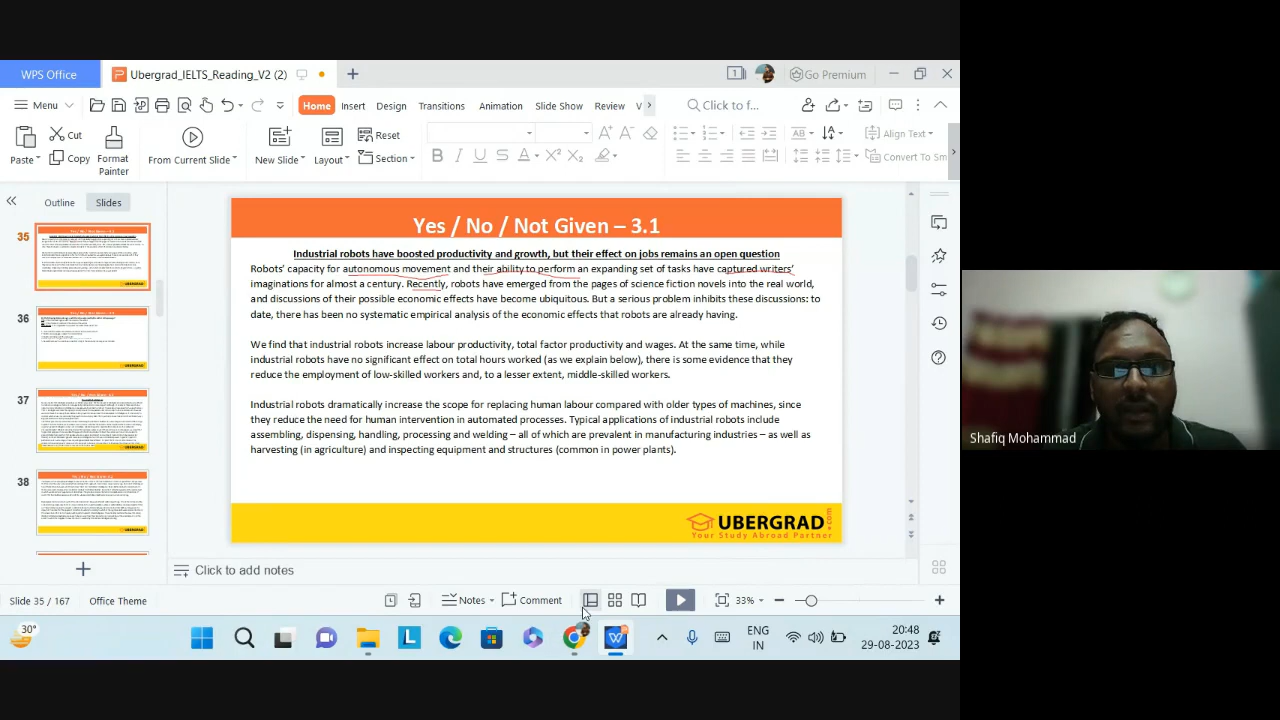 WPS Office
Ubergrad_IELTS_Reading_V2 (2)
1
Go Premium
Menu
Home
Insert
Design
Transitions
Animation
Slide Show
Review
V
Click to f...
Paste
Cut
Copy
Format
Painter
From Current Slide
New Slide
Layout
Reset
Section
Align Text
Convert To Sm
Outline
Slides
35
36
37
38
Yes / No / Not Given – 3.1
Industrial robots have boosted productivity and growth, but their effect on jobs remains an open question
Robots' capacity for autonomous movement and their ability to perform an expanding set of tasks have captured writers'
imaginations for almost a century. Recently, robots have emerged from the pages of science fiction novels into the real world,
and discussions of their possible economic effects have become ubiquitous. But a serious problem inhibits these discussions: to
date, there has been no systematic empirical analysis of the economic effects that robots are already having.
We find that industrial robots increase labour productivity, total factor productivity and wages. At the same time, while
industrial robots have no significant effect on total hours worked (as we explain below), there is some evidence that they
reduce the employment of low-skilled workers and, to a lesser extent, middle-skilled workers.
Industrial robots dramatically increase the scope for replacing human labour compared with older types of machines, since
they reduce the need for human intervention in automated processes. Typical applications of industrial robots include
assembling, dispensing, handling, processing and welding – all of which are prevalent in manufacturing industries – as well as
harvesting (in agriculture) and inspecting equipment and structures (common in power plants).
UBERGRAD.COM
Your Study Abroad Partner
Click to add notes
Slide 35 / 167
Office Theme
Notes
Comment
33%
30°
ENG
IN
20:48
29-08-2023
Shafiq Mohammad